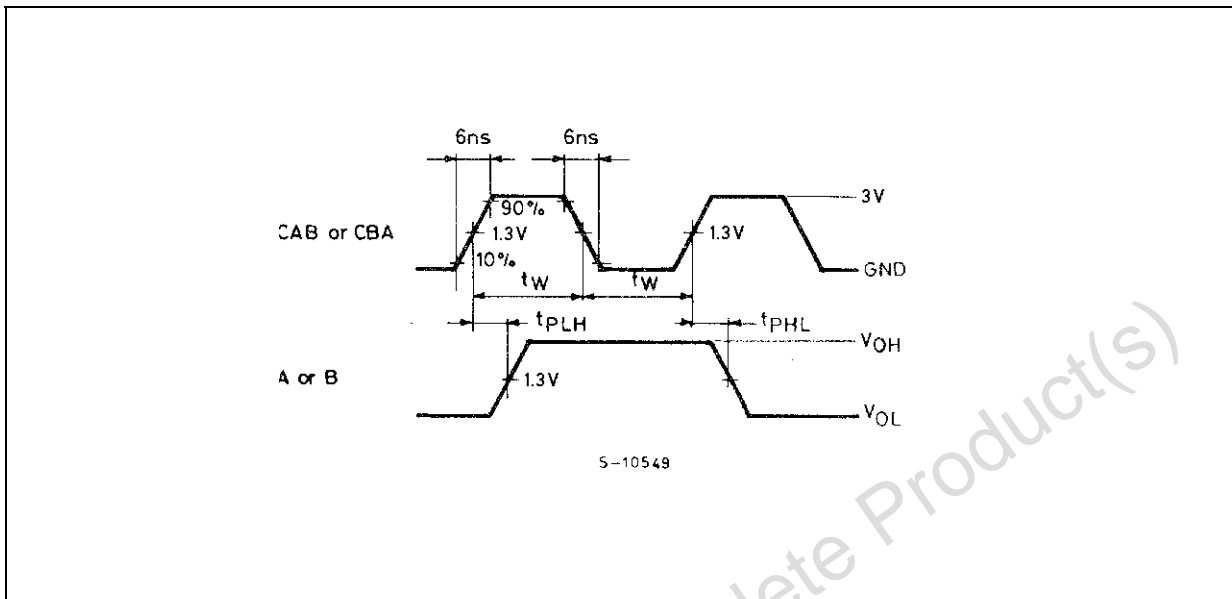 6ns 6ns
3V
90%
CAB or CBA 1.3V 1.3V
10%
GND
tW tW
tPLH tPHL
VOH
A or B 1.3V
VOL
S-10549
lete Product(s)